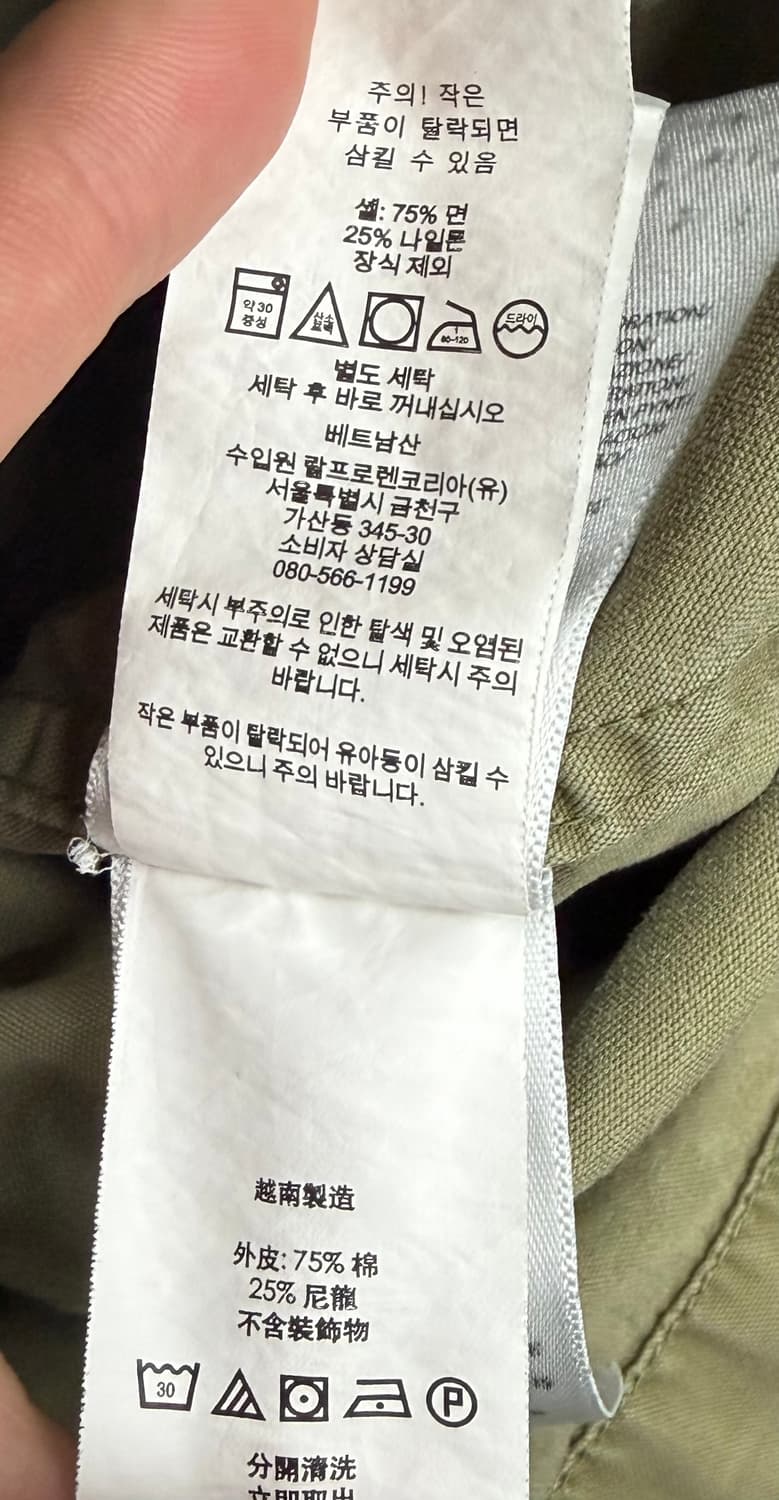 주의! 작은
부품이 탈락되면
삼킬 수 있음
셸: 75% 면
25% 나일론
장식 제외
약 30
중성
산소
표백
1
80-120
드라이
별도 세탁
세탁 후 바로 꺼내십시오
베트남산
수입원 랄프로렌코리아(유)
서울특별시 금천구
가산동 345-30
소비자 상담실
080-566-1199
세탁시 부주의로 인한 탈색 및 오염된
제품은 교환할 수 없으니 세탁시 주의
바랍니다.
작은 부품이 탈락되어 유아동이 삼킬 수
있으니 주의 바랍니다.
越南製造
外皮: 75% 棉
25% 尼龍
不含裝飾物
30
P
分開清洗
立即取出